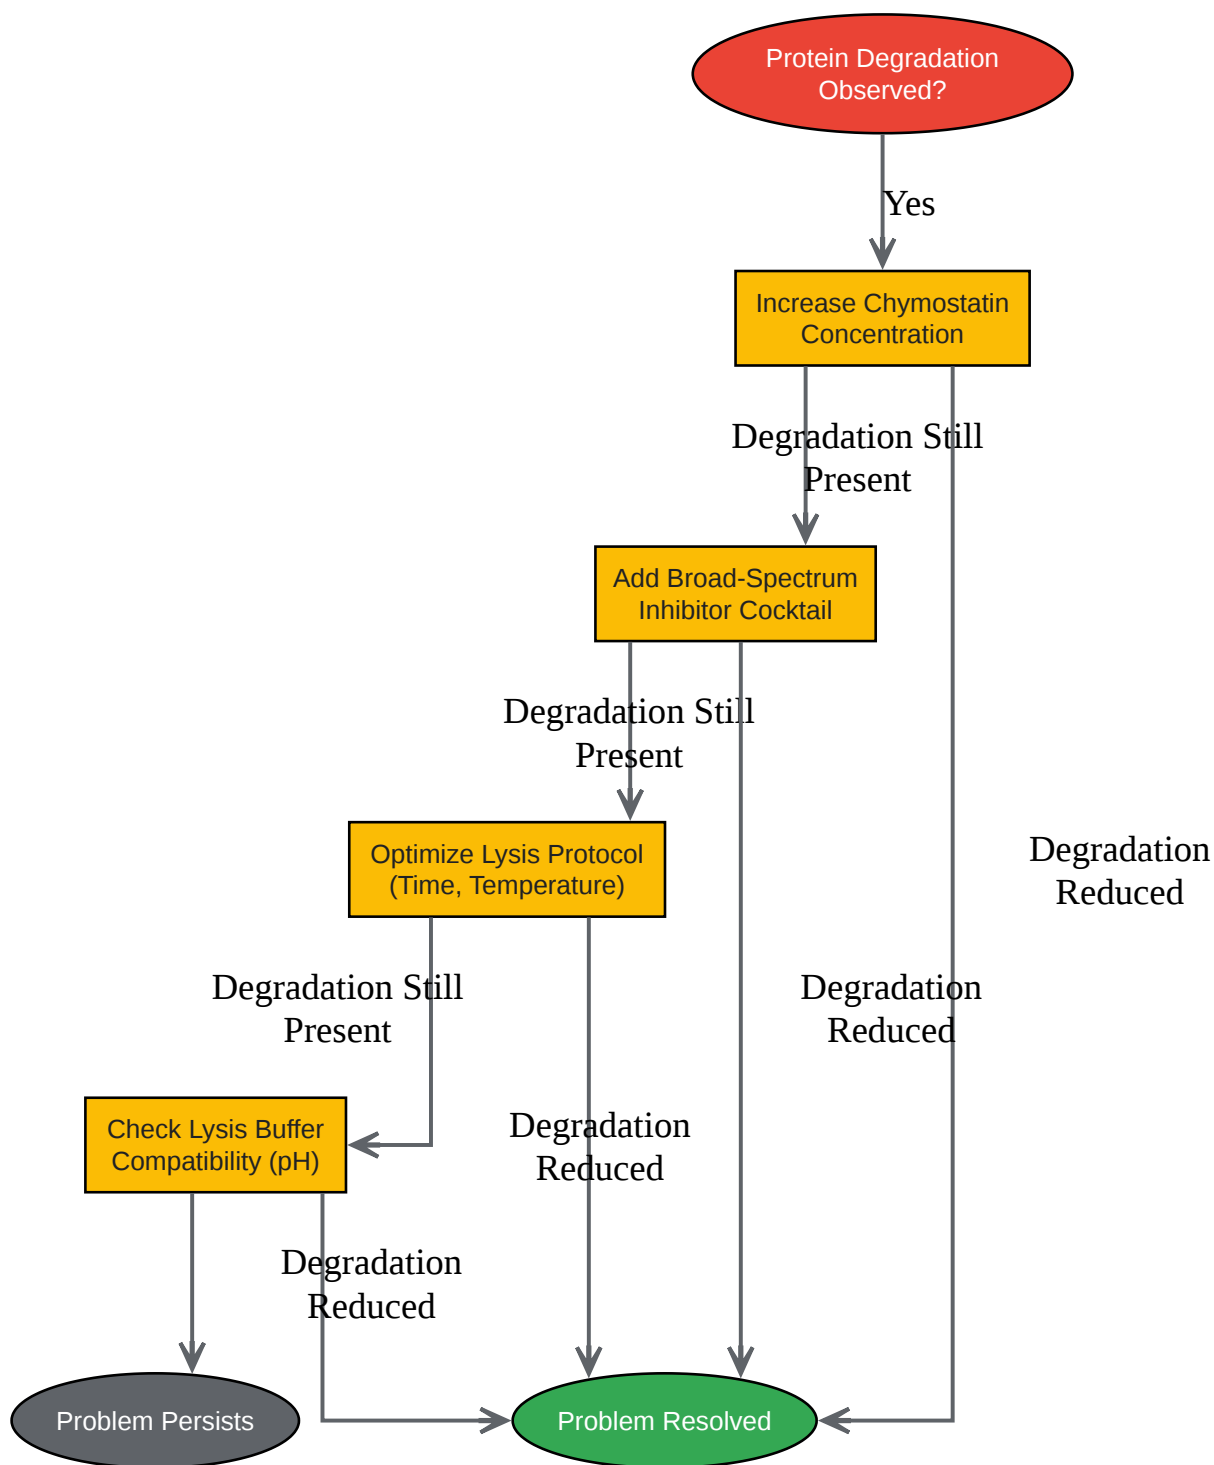 Protein Degradation
Observed?
Yes
Increase Chymostatin
Concentration
Degradation Still
Present
Add Broad-Spectrum
Inhibitor Cocktail
Degradation Still
Present
Optimize Lysis Protocol
(Time, Temperature)
Degradation
Reduced
Degradation Still
Present
Degradation
Reduced
Check Lysis Buffer
Compatibility (pH)
Degradation
Reduced
Degradation
Reduced
Problem Persists
Problem Resolved